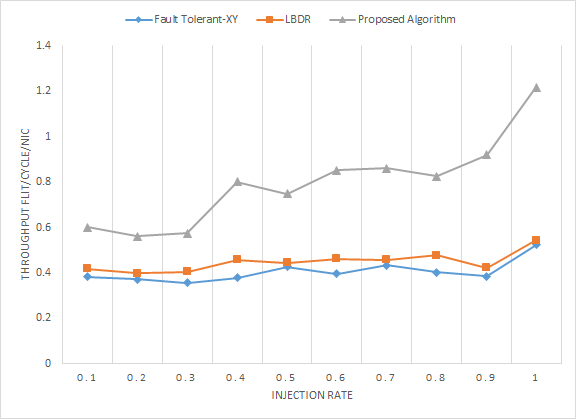 Fault Tolerant-XY LBDR Proposed Algorithm
1.4
1.2
1
0.8
0.6
0.4
0.2
0
THROUGHPUT FLIT/CYCLE/NIC
0.1 0.2 0.3 0.4 0.5 0.6 0.7 0.8 0.9 1
INJECTION RATE